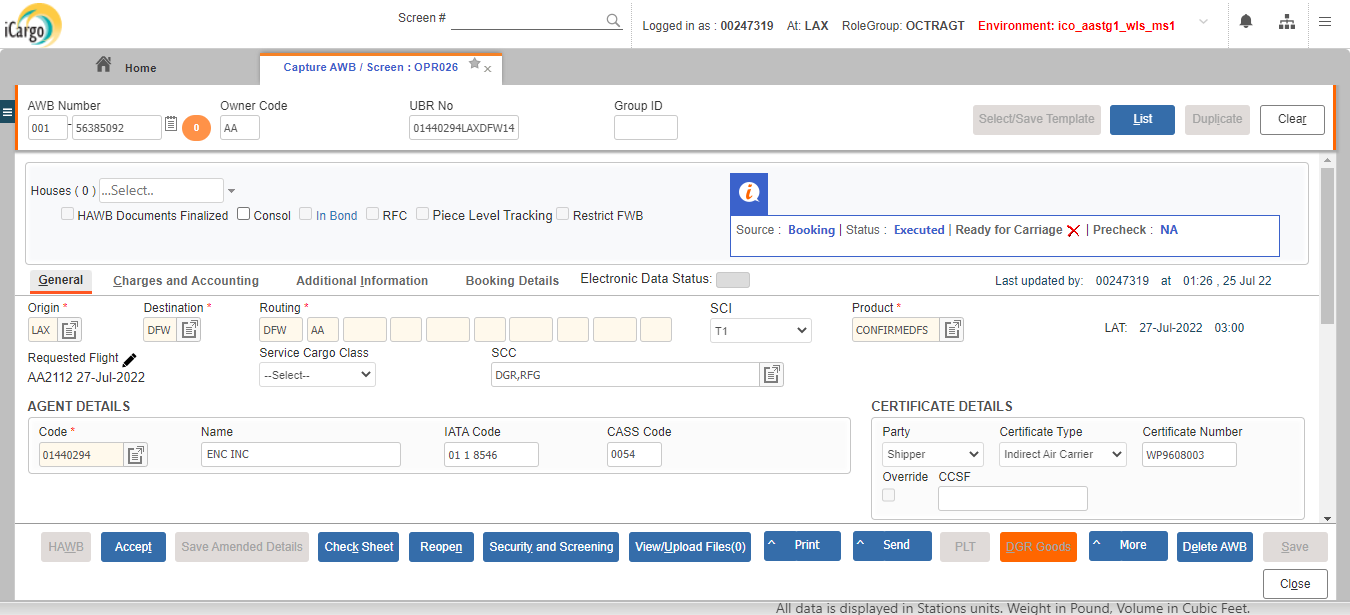 iCargo
Screen #
Logged in as : 00247319 At: LAX RoleGroup: OCTRAGT Environment: ico_aastg1_wls_ms1
Home
Capture AWB / Screen : OPR026
AWB Number Owner Code UBR No Group ID
001 - 56385092 0 AA 01440294LAXDFW14
Select/Save Template List Duplicate Clear
Houses ( 0 ) ...Select..
HAWB Documents Finalized Consol In Bond RFC Piece Level Tracking Restrict FWB
Source : Booking | Status : Executed | Ready for Carriage | Precheck : NA
General Charges and Accounting Additional Information Booking Details Electronic Data Status: Last updated by: 00247319 at 01:26 , 25 Jul 22
Origin * Destination * Routing * SCI Product *
LAX DFW DFW AA T1 CONFIRMEDFS LAT: 27-Jul-2022 03:00
Requested Flight Service Cargo Class SCC
AA2112 27-Jul-2022 --Select-- DGR,RFG
AGENT DETAILS CERTIFICATE DETAILS
Code * Name IATA Code CASS Code Party Certificate Type Certificate Number
01440294 ENC INC 01 1 8546 0054 Shipper Indirect Air Carrier WP9608003
Override CCSF
HAWB Accept Save Amended Details Check Sheet Reopen Security and Screening View/Upload Files(0) ^ Print ^ Send PLT DGR Goods ^ More Delete AWB Save
Close
All data is displayed in Stations units. Weight in Pound, Volume in Cubic Feet.